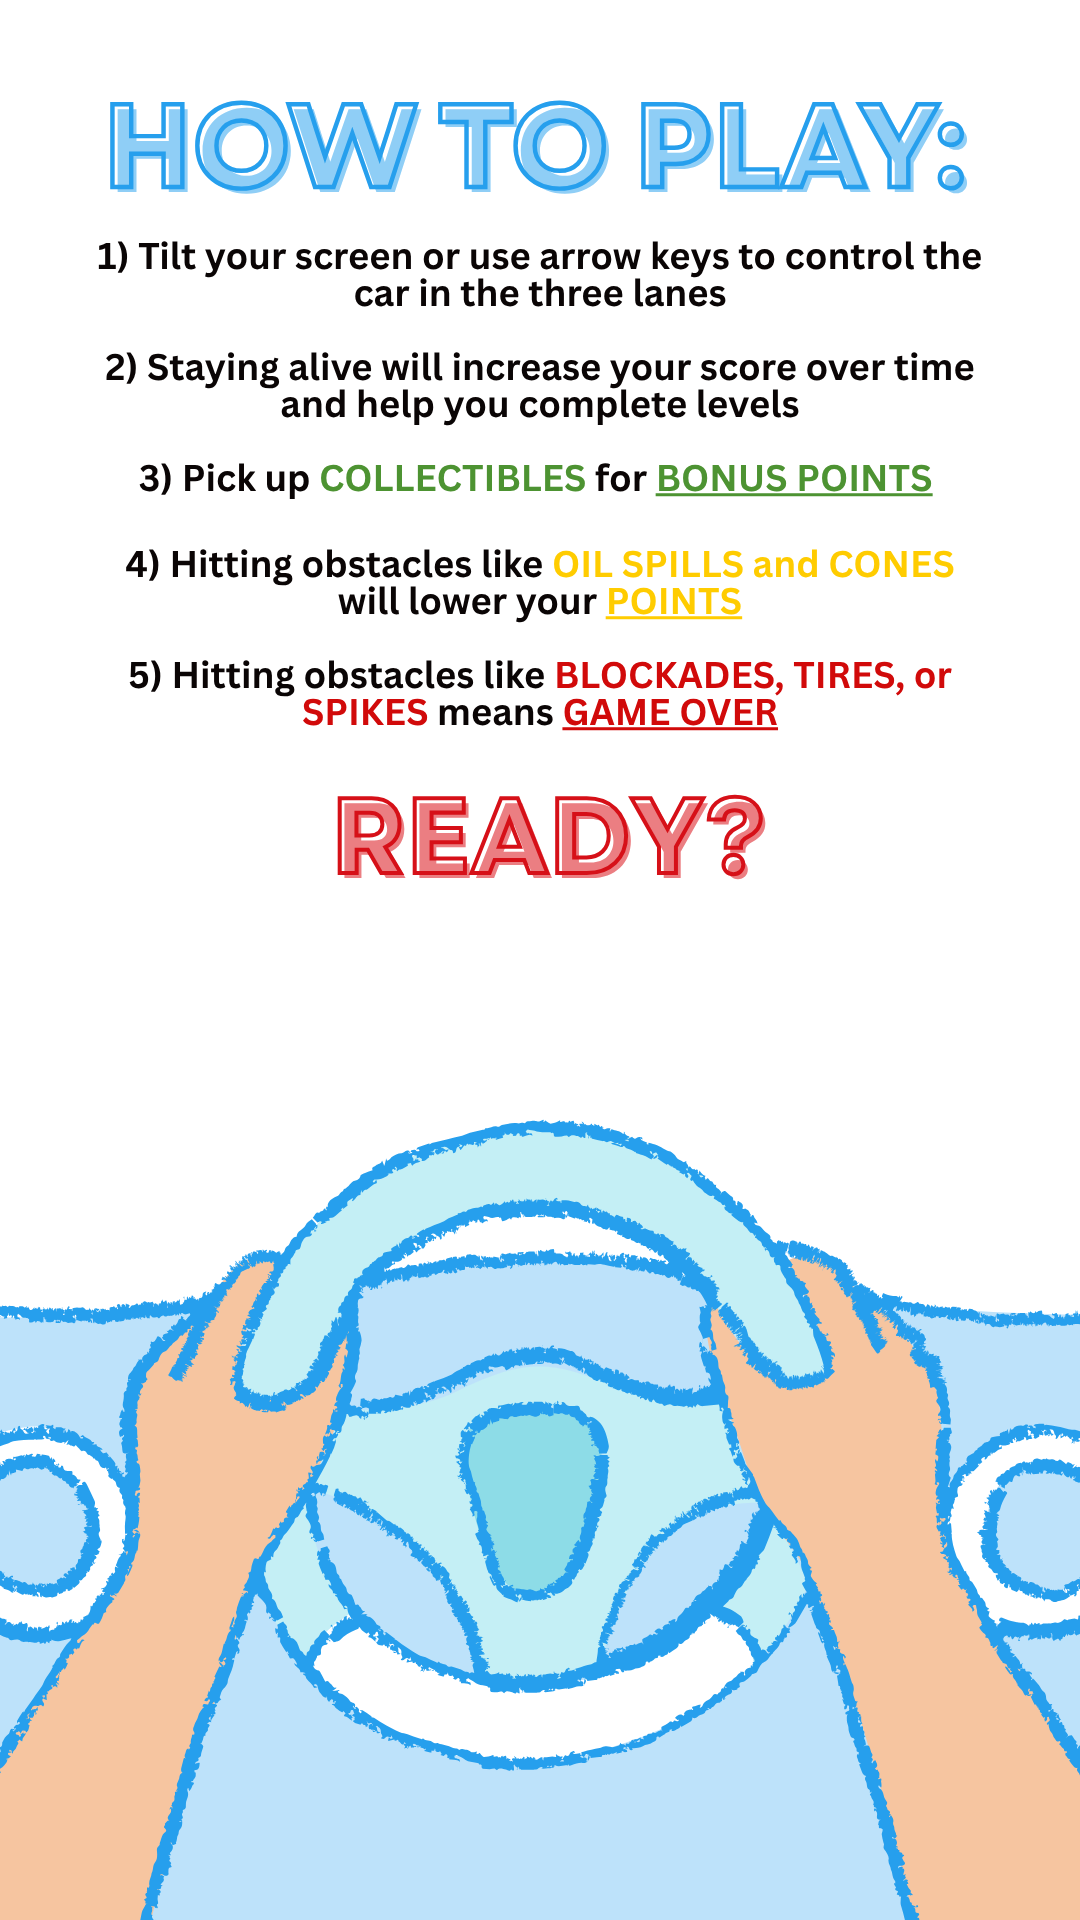 HOW TO PLAY:
1) Tilt your screen or use arrow keys to control the
car in the three lanes
2) Staying alive will increase your score over time
and help you complete levels
3) Pick up COLLECTIBLES for BONUS POINTS
4) Hitting obstacles like OIL SPILLS and CONES
will lower your POINTS
5) Hitting obstacles like BLOCKADES, TIRES, or
SPIKES means GAME OVER
READY?